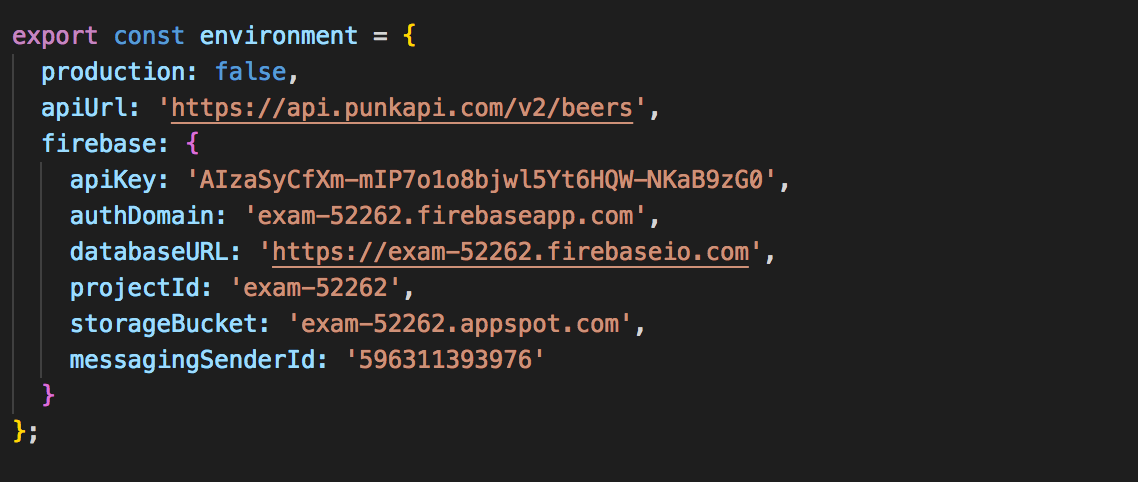 export const environment = {
  production: false,
  apiUrl: 'https://api.punkapi.com/v2/beers',
  firebase: {
    apiKey: 'AIzaSyCfXm-mIP7o1o8bjwl5Yt6HQW-NKaB9zG0',
    authDomain: 'exam-52262.firebaseapp.com',
    databaseURL: 'https://exam-52262.firebaseio.com',
    projectId: 'exam-52262',
    storageBucket: 'exam-52262.appspot.com',
    messagingSenderId: '596311393976'
  }
};